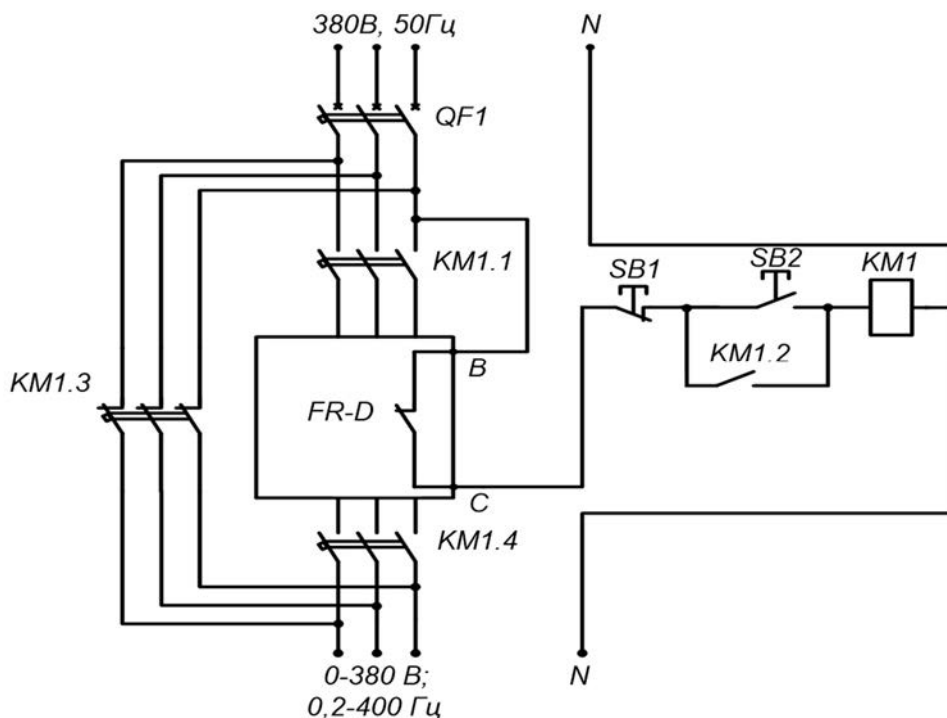 380В, 50Гц
N
QF1
KM1.1
SB1
SB2
KM1
B
KM1.2
KM1.3
FR-D
C
KM1.4
0-380 В;
0,2-400 Гц
N